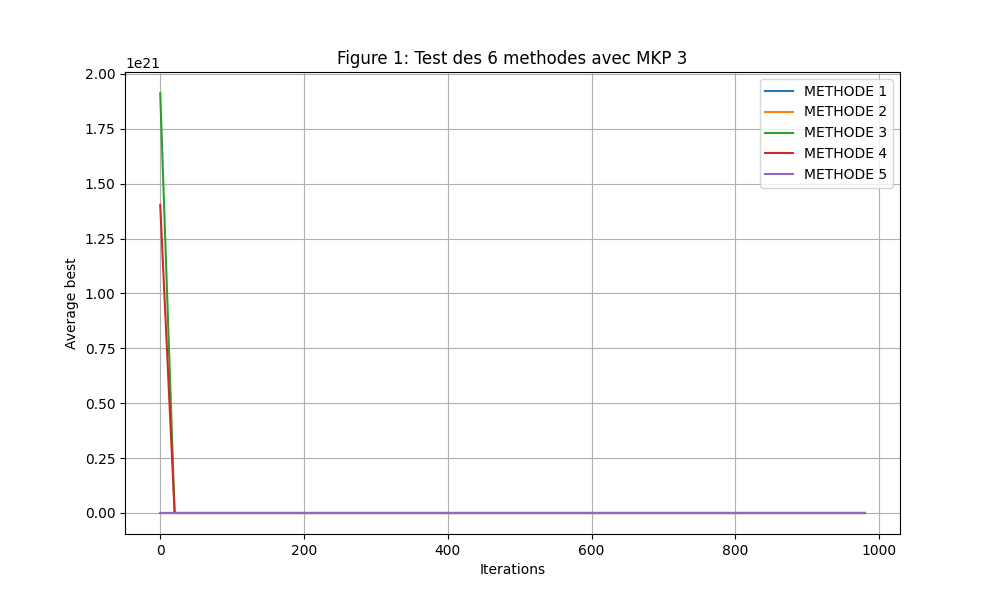 Figure 1: Test des 6 methodes avec MKP 3
1e21
2.00
1.75
1.50
1.25
1.00
0.75
0.50
0.25
0.00
Average best
METHODE 1
METHODE 2
METHODE 3
METHODE 4
METHODE 5
0 200 400 600 800 1000
Iterations